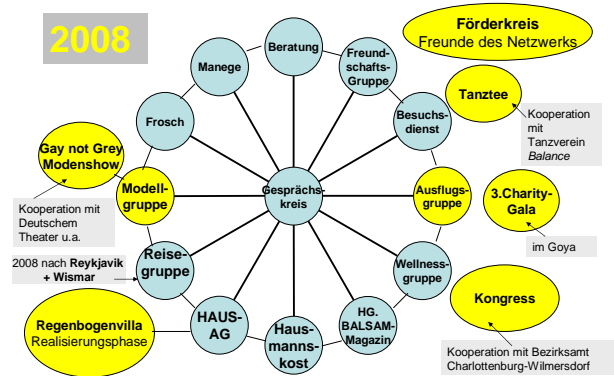 2008
Förderkreis
Freunde des Netzwerks
Beratung
Manege
Freund-
schafts-
Gruppe
Frosch
Besuchs-
dienst
Tanztee
Kooperation
mit
Tanzverein
Balance
Gay not Grey
Modenshow
Kooperation mit
Deutschem
Theater u.a.
Modell-
gruppe
Gesprächs-
kreis
Ausflugs-
gruppe
3.Charity-
Gala
im Goya
2008 nach Reykjavik
+ Wismar
Reise-
gruppe
Wellness-
gruppe
Kongress
Kooperation mit Bezirksamt
Charlottenburg-Wilmersdorf
Regenbogenvilla
Realisierungsphase
HAUS-
AG
Haus-
manns-
kost
HG.
BALSAM-
Magazin